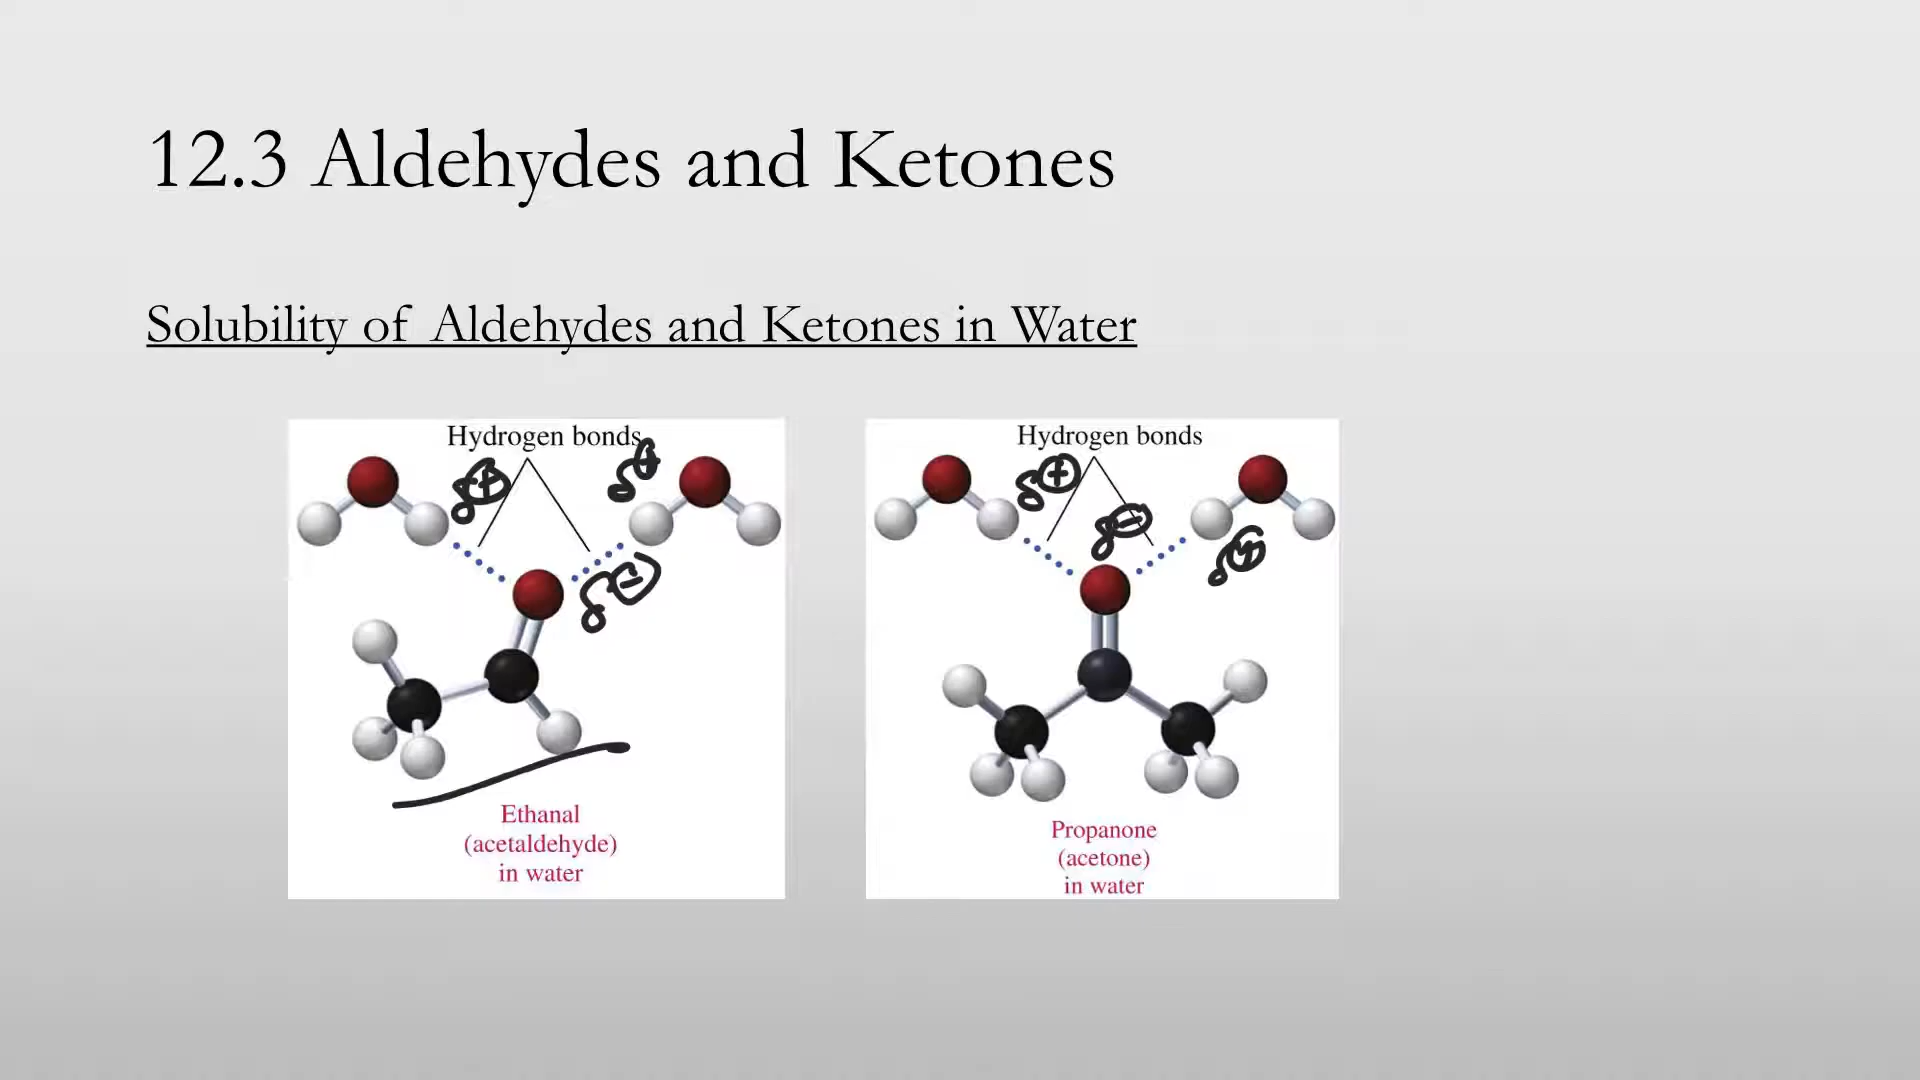 12.3 Aldehydes and Ketones
Solubility of Aldehydes and Ketones in Water
Hydrogen bonds
δ+
δ+
δ−
Ethanal
(acetaldehyde)
in water
Hydrogen bonds
δ+
δ−
δ+
Propanone
(acetone)
in water